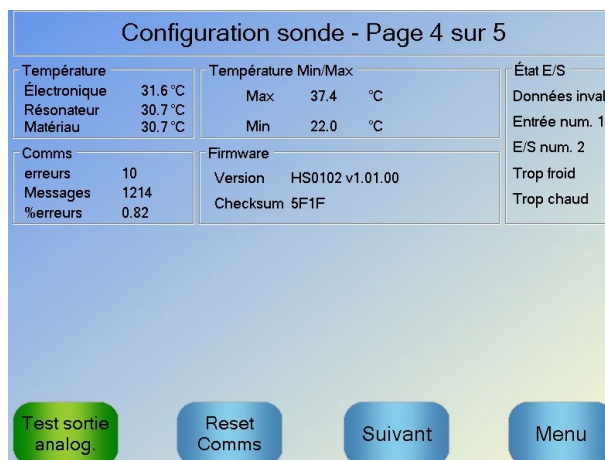 Configuration sonde - Page 4 sur 5
Température
Électronique 31.6 °C
Résonateur 30.7 °C
Matériau 30.7 °C
Température Min/Max
Max 37.4 °C
Min 22.0 °C
État E/S
Données inval
Entrée num. 1
E/S num. 2
Trop froid
Trop chaud
Comms
erreurs 10
Messages 1214
%erreurs 0.82
Firmware
Version HS0102 v1.01.00
Checksum 5F1F
Test sortie
analog.
Reset
Comms
Suivant
Menu